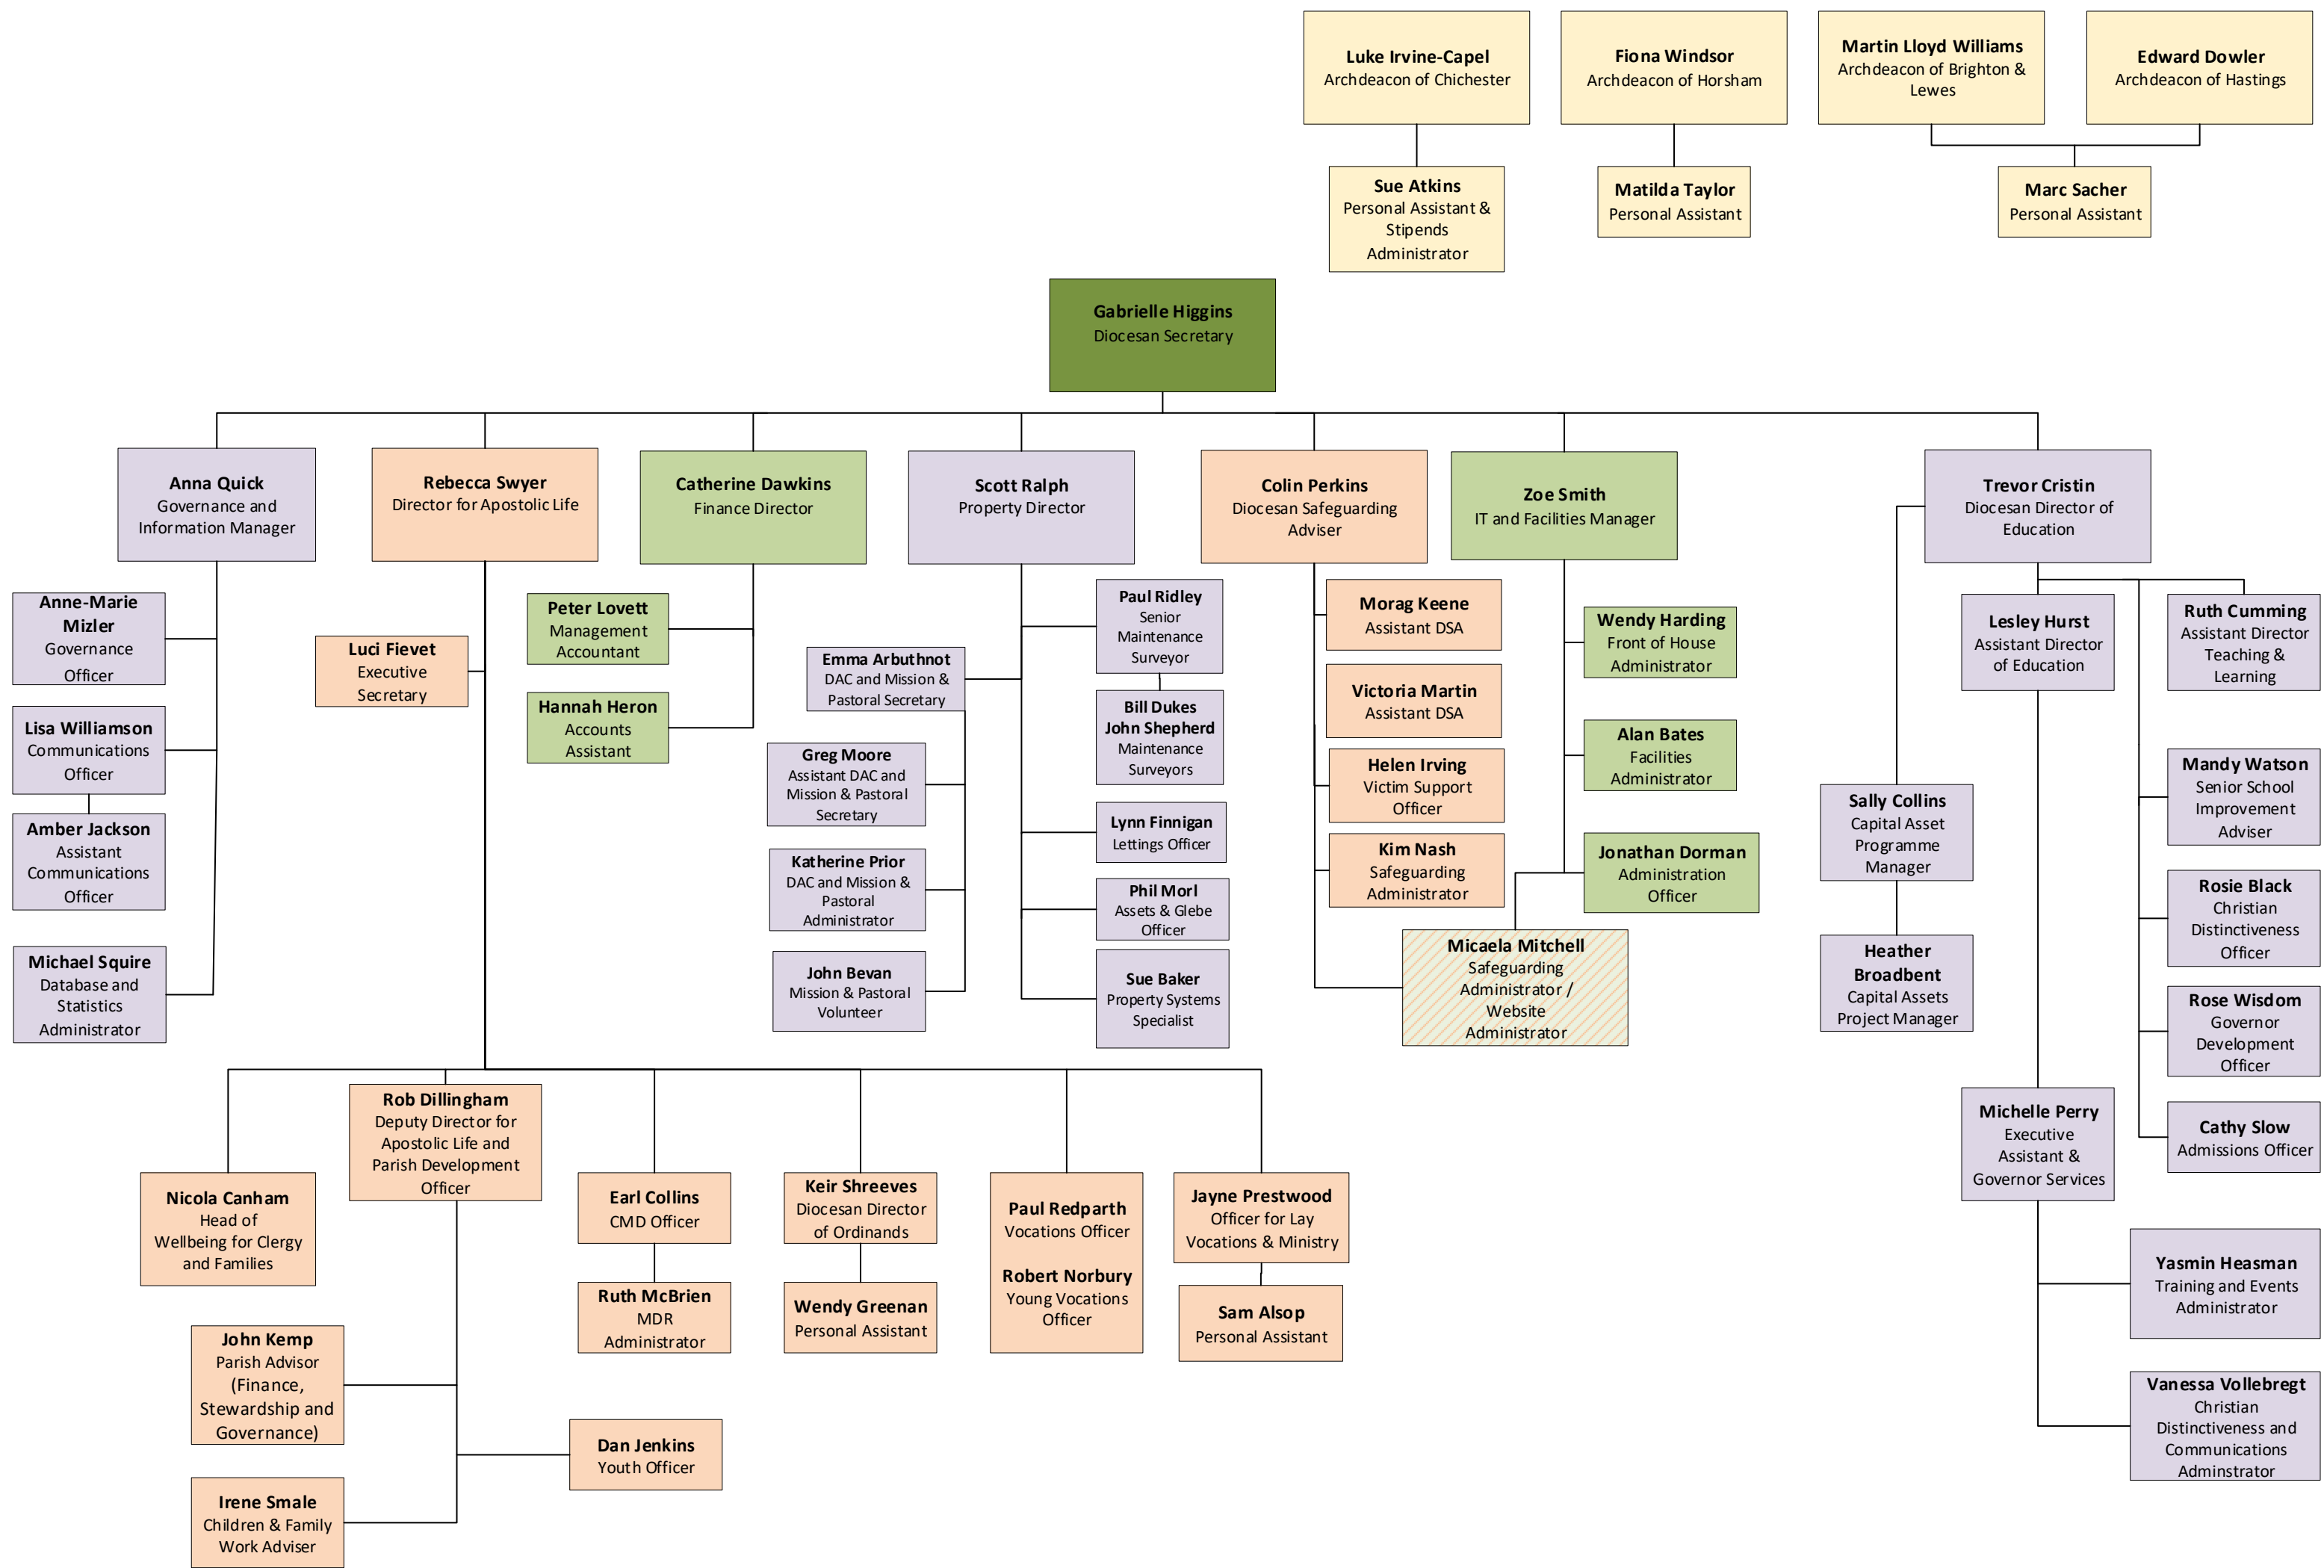 Luke Irvine-Capel
Archdeacon of Chichester
Fiona Windsor
Archdeacon of Horsham
Martin Lloyd Williams
Archdeacon of Brighton &
Lewes
Edward Dowler
Archdeacon of Hastings
Sue Atkins
Personal Assistant &
Stipends
Administrator
Matilda Taylor
Personal Assistant
Marc Sacher
Personal Assistant
Gabrielle Higgins
Diocesan Secretary
Anna Quick
Governance and
Information Manager
Rebecca Swyer
Director for Apostolic Life
Catherine Dawkins
Finance Director
Scott Ralph
Property Director
Colin Perkins
Diocesan Safeguarding
Adviser
Zoe Smith
IT and Facilities Manager
Trevor Cristin
Diocesan Director of
Education
Anne-Marie
Mizler
Governance
Officer
Lisa Williamson
Communications
Officer
Amber Jackson
Assistant
Communications
Officer
Michael Squire
Database and
Statistics
Administrator
Luci Fievet
Executive
Secretary
Peter Lovett
Management
Accountant
Hannah Heron
Accounts
Assistant
Emma Arbuthnot
DAC and Mission &
Pastoral Secretary
Greg Moore
Assistant DAC and
Mission & Pastoral
Secretary
Katherine Prior
DAC and Mission &
Pastoral
Administrator
John Bevan
Mission & Pastoral
Volunteer
Paul Ridley
Senior
Maintenance
Surveyor
Bill Dukes
John Shepherd
Maintenance
Surveyors
Lynn Finnigan
Lettings Officer
Phil Morl
Assets & Glebe
Officer
Sue Baker
Property Systems
Specialist
Morag Keene
Assistant DSA
Victoria Martin
Assistant DSA
Helen Irving
Victim Support
Officer
Kim Nash
Safeguarding
Administrator
Micaela Mitchell
Safeguarding
Administrator /
Website
Administrator
Wendy Harding
Front of House
Administrator
Alan Bates
Facilities
Administrator
Jonathan Dorman
Administration
Officer
Sally Collins
Capital Asset
Programme
Manager
Heather
Broadbent
Capital Assets
Project Manager
Lesley Hurst
Assistant Director
of Education
Ruth Cumming
Assistant Director
Teaching &
Learning
Mandy Watson
Senior School
Improvement
Adviser
Rosie Black
Christian
Distinctiveness
Officer
Rose Wisdom
Governor
Development
Officer
Cathy Slow
Admissions Officer
Michelle Perry
Executive
Assistant &
Governor Services
Yasmin Heasman
Training and Events
Administrator
Vanessa Vollebregt
Christian
Distinctiveness and
Communications
Adminstrator
Nicola Canham
Head of
Wellbeing for Clergy
and Families
Rob Dillingham
Deputy Director for
Apostolic Life and
Parish Development
Officer
Earl Collins
CMD Officer
Ruth McBrien
MDR
Administrator
Keir Shreeves
Diocesan Director
of Ordinands
Wendy Greenan
Personal Assistant
Paul Redparth
Vocations Officer
Robert Norbury
Young Vocations
Officer
Jayne Prestwood
Officer for Lay
Vocations & Ministry
Sam Alsop
Personal Assistant
John Kemp
Parish Advisor
(Finance,
Stewardship and
Governance)
Dan Jenkins
Youth Officer
Irene Smale
Children & Family
Work Adviser